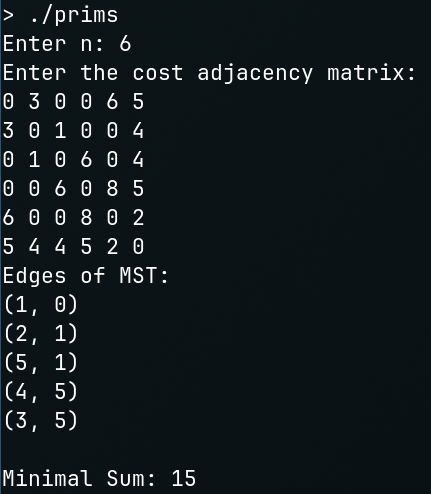 > ./prims
Enter n: 6
Enter the cost adjacency matrix:
0 3 0 0 6 5
3 0 1 0 0 4
0 1 0 6 0 4
0 0 6 0 8 5
6 0 0 8 0 2
5 4 4 5 2 0
Edges of MST:
(1, 0)
(2, 1)
(5, 1)
(4, 5)
(3, 5)
Minimal Sum: 15